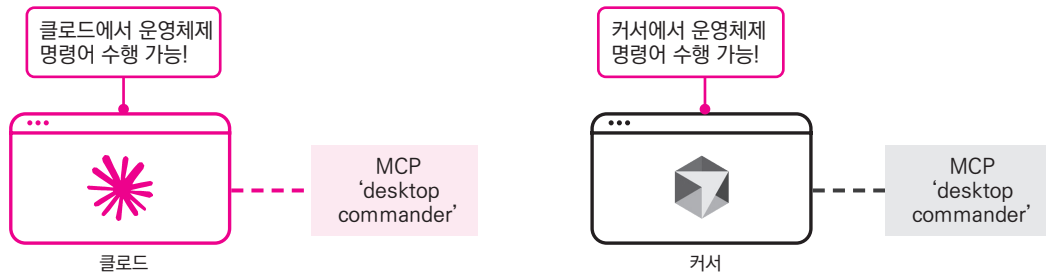 클로드에서 운영체제
명령어 수행 가능!
MCP
‘desktop
commander’
클로드
커서에서 운영체제
명령어 수행 가능!
MCP
‘desktop
commander’
커서